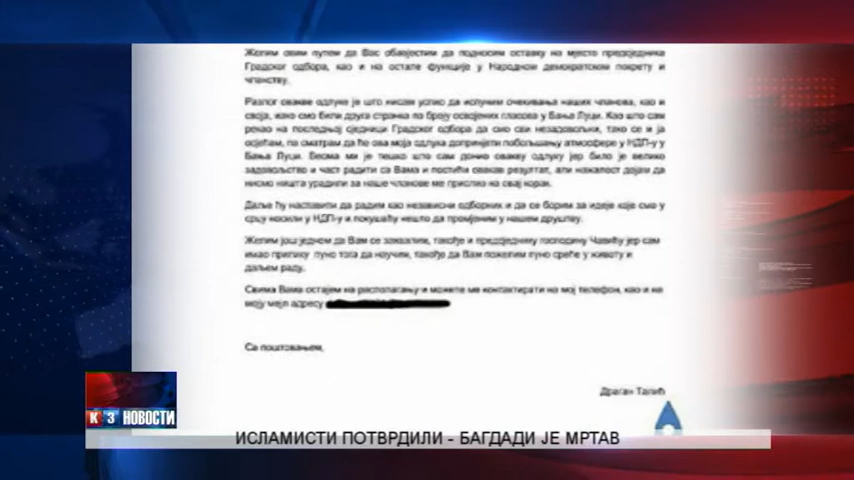 Желим овим путем да Вас обавјестим да подносим оставку на мјесто предсједника
Градског одбора, као и на остале функције у Народном демократском покрету и
чланству.
Разлог овакве одлуке је што нисам успио да испуним очекивања наших чланова, као и
своја, иако смо били друга странка по броју освојених гласова у Бања Луци. Као што сам
рекао на последњој сједници Градског одбора да смо сви незадовољни, тако се и ја
осјећам, па сматрам да ће ова моја одлука допринјети побољшању атмосфере у НДП-у у
Бања Луци. Веома ми је тешко што сам донио овакву одлуку јер било је велико
задовољство и част радити са Вама и постићи овакав резултат, али нажалост дојам да
нисмо ништа урадили за наше чланове ме присилио на овај корак.
Даље ћу наставити да радим као независни одборник и да се борим за идеје које смо у
срцу носили у НДП-у и покушаћу нешто да промјеним у нашем друштву.
Желим још једном да Вам се захвалим, такође и предсједнику господину Чавићу јер сам
имао прилику пуно тога да научим, такође да Вам пожелим пуно среће у животу и
даљем раду.
Свима Вама остајем на располагању и можете ме контактирати на мој телефон, као и на
моју мејл адресу
Са поштовањем,
Драган Талић
К З НОВОСТИ
ИСЛАМИСТИ ПОТВРДИЛИ - БАГДАДИ ЈЕ МРТАВ